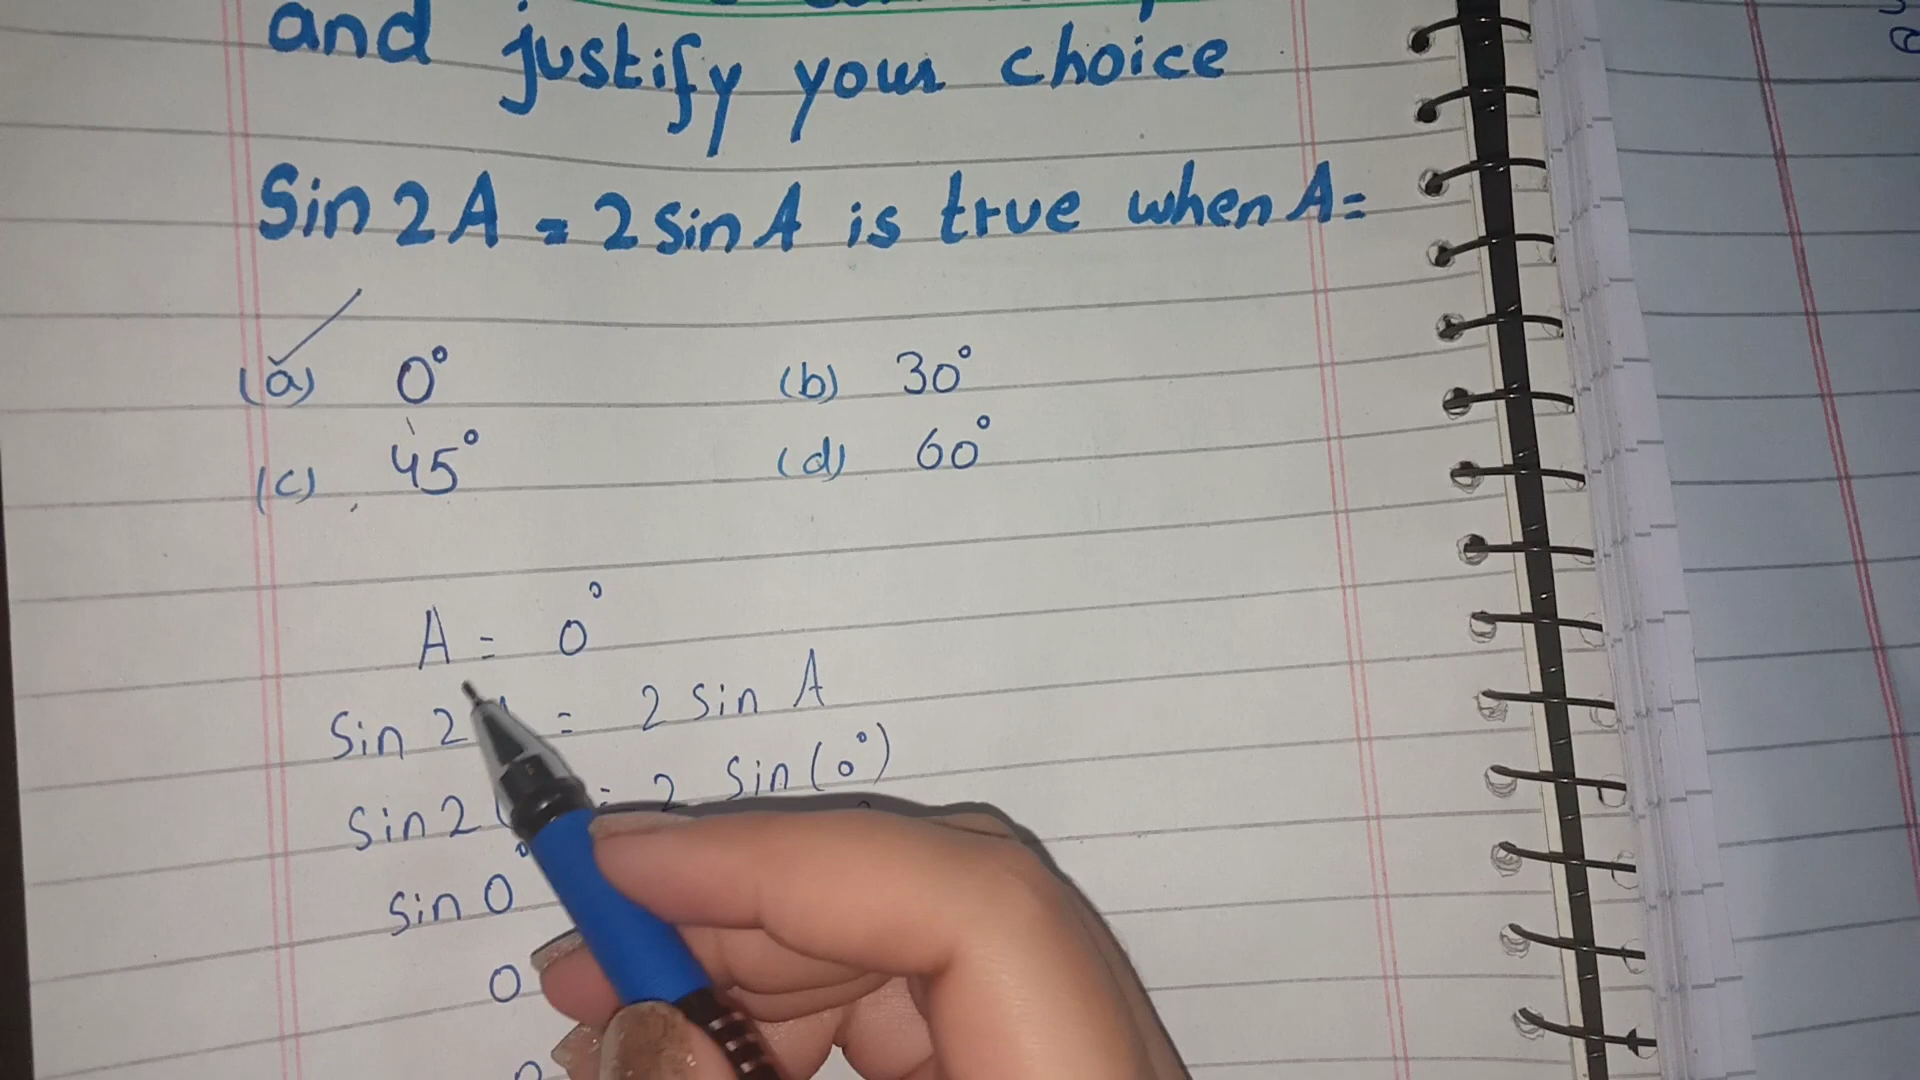 and justify your choice
Sin 2A = 2 sin A is true when A=
(a) 0° (b) 30°
(c) 45° (d) 60°
A = 0°
Sin 2 = 2 Sin A
Sin 2 ( = 2 Sin (0°)
Sin 0°
0